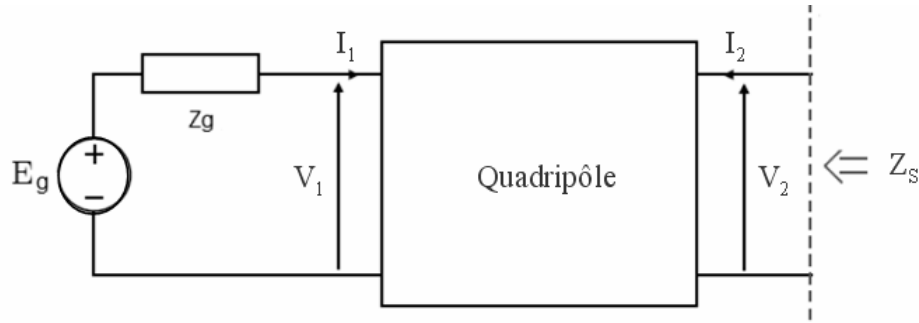 I₁
I₂
Zg
E_g
+
−
V₁
Quadripôle
V₂
⇐ Z_S